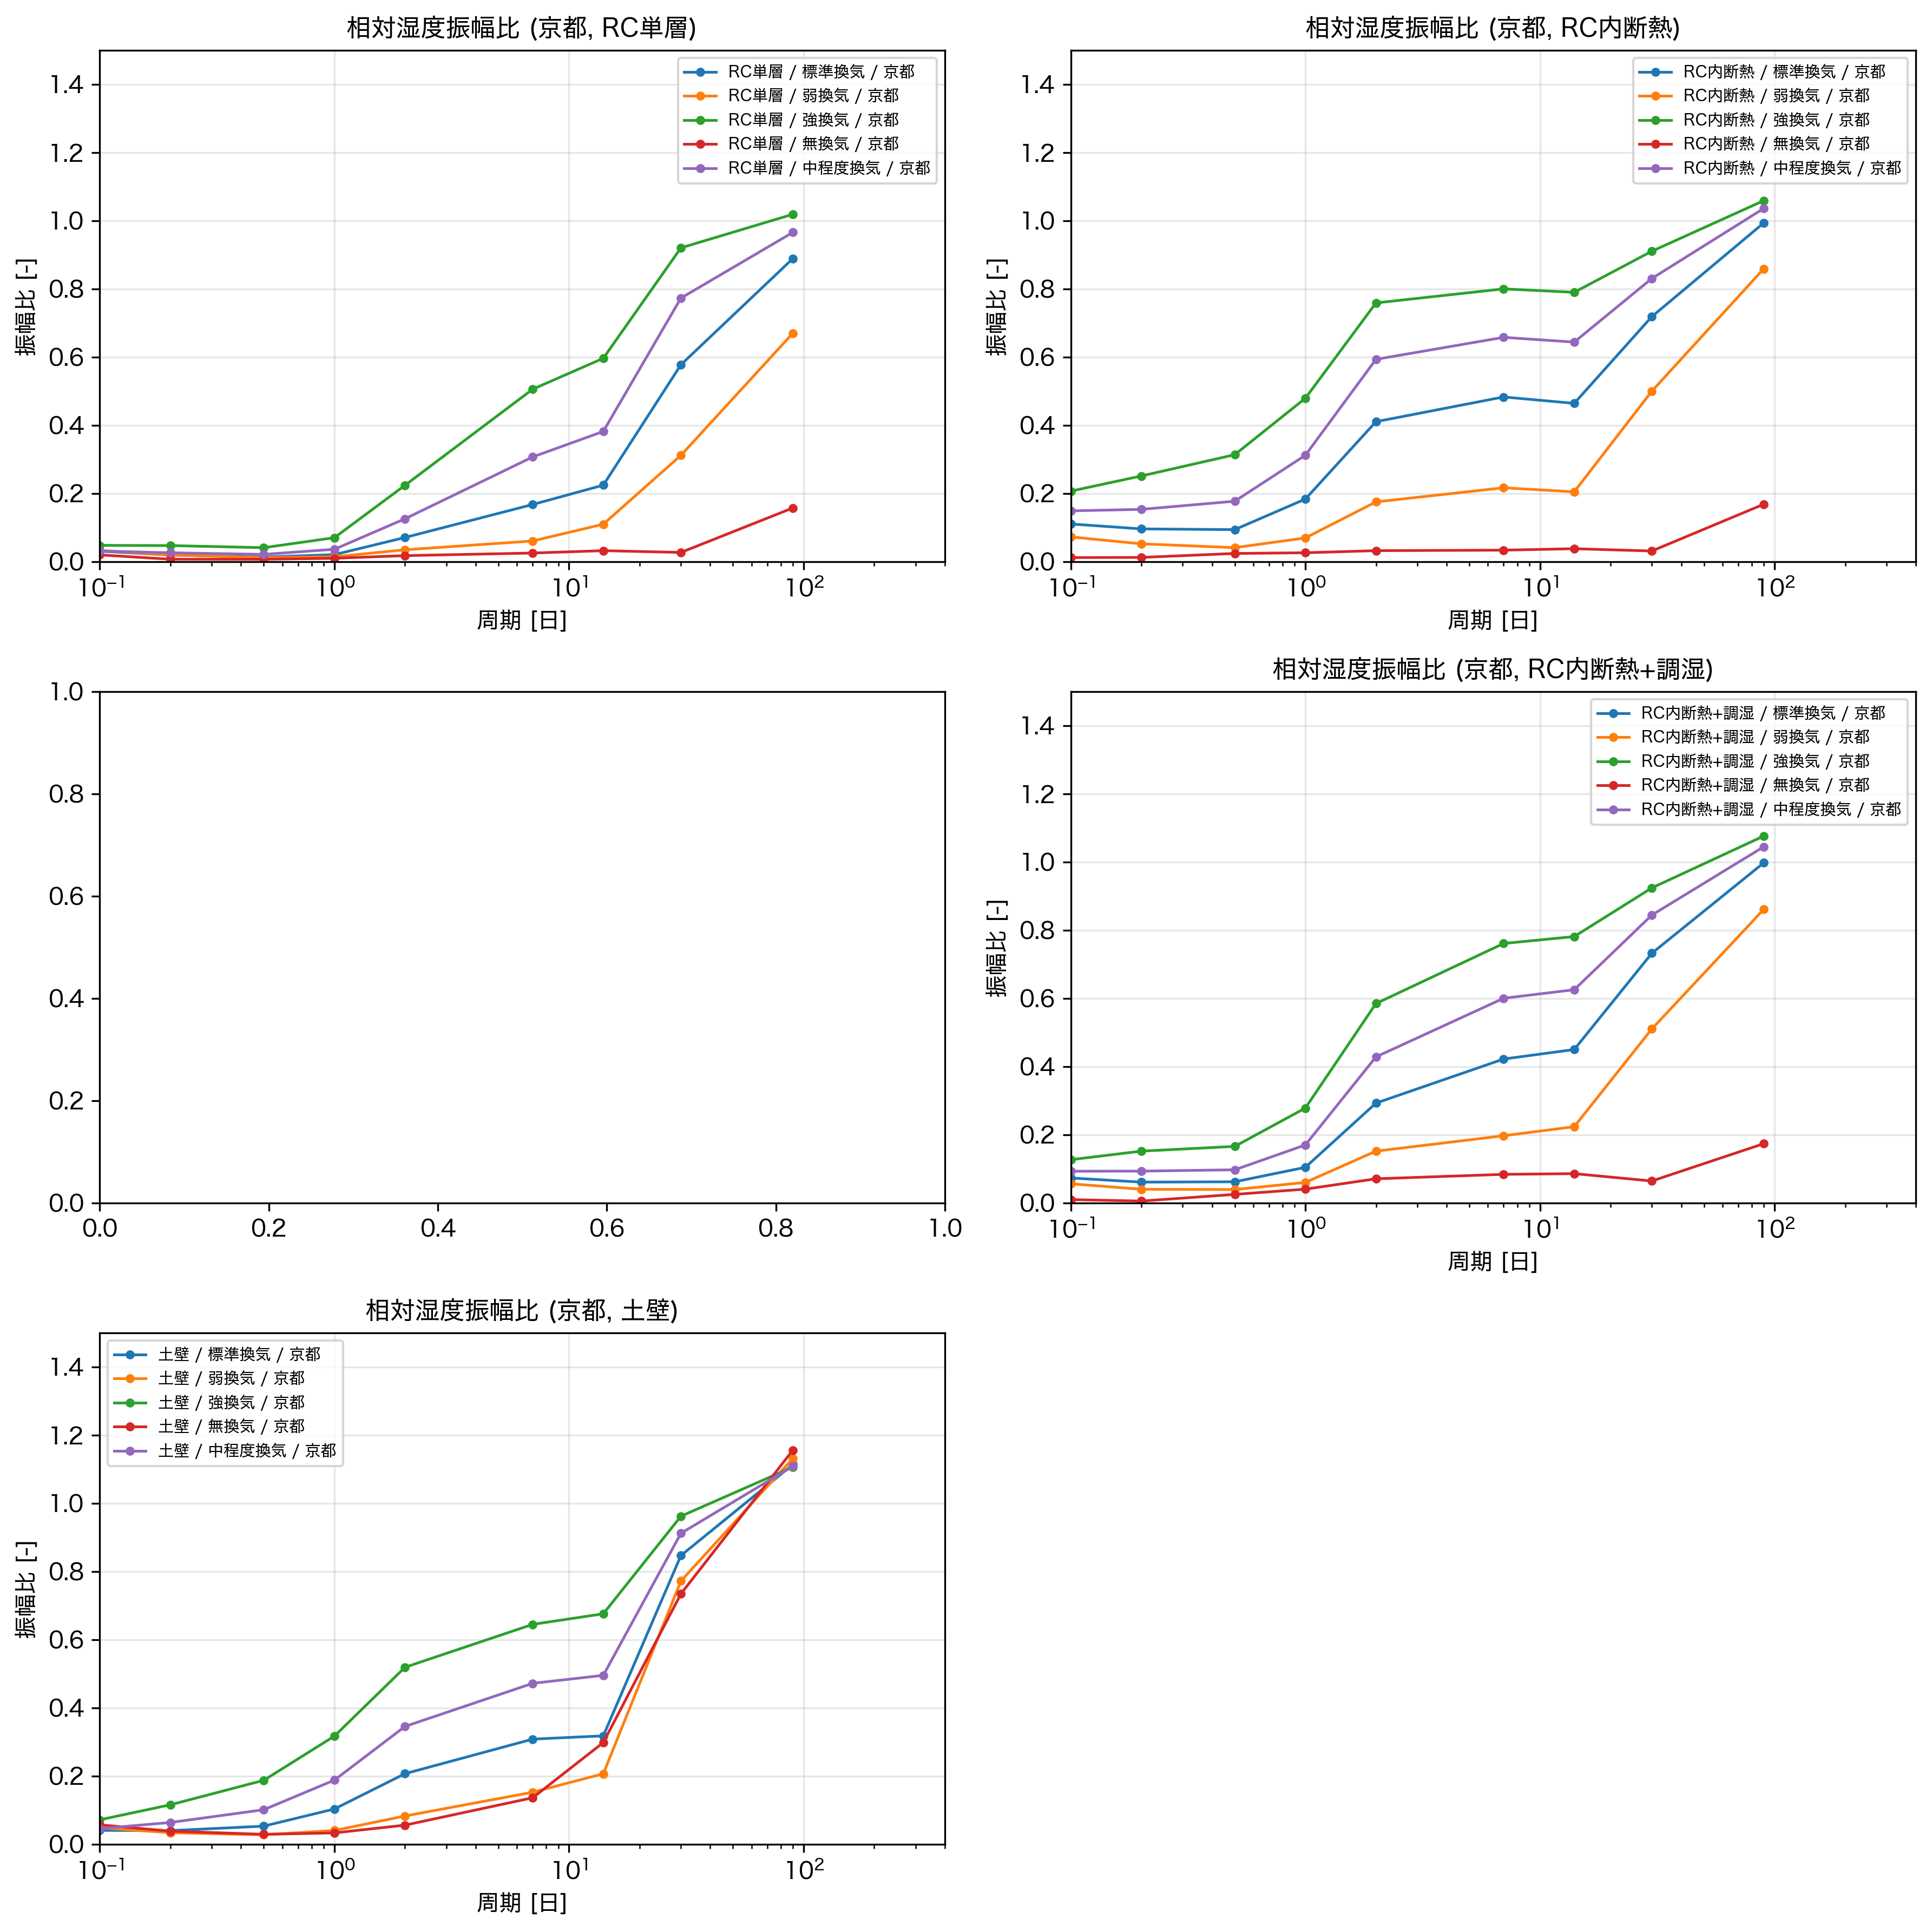 相対湿度振幅比 (京都, RC単層)
1.4
1.2
1.0
0.8
0.6
0.4
0.2
0.0
振幅比 [-]
RC単層 / 標準換気 / 京都
RC単層 / 弱換気 / 京都
RC単層 / 強換気 / 京都
RC単層 / 無換気 / 京都
RC単層 / 中程度換気 / 京都
10⁻¹ 10⁰ 10¹ 10²
周期 [日]
相対湿度振幅比 (京都, RC内断熱)
1.4
1.2
1.0
0.8
0.6
0.4
0.2
0.0
振幅比 [-]
RC内断熱 / 標準換気 / 京都
RC内断熱 / 弱換気 / 京都
RC内断熱 / 強換気 / 京都
RC内断熱 / 無換気 / 京都
RC内断熱 / 中程度換気 / 京都
10⁻¹ 10⁰ 10¹ 10²
周期 [日]
1.0
0.8
0.6
0.4
0.2
0.0
0.0 0.2 0.4 0.6 0.8 1.0
相対湿度振幅比 (京都, RC内断熱+調湿)
1.4
1.2
1.0
0.8
0.6
0.4
0.2
0.0
振幅比 [-]
RC内断熱+調湿 / 標準換気 / 京都
RC内断熱+調湿 / 弱換気 / 京都
RC内断熱+調湿 / 強換気 / 京都
RC内断熱+調湿 / 無換気 / 京都
RC内断熱+調湿 / 中程度換気 / 京都
10⁻¹ 10⁰ 10¹ 10²
周期 [日]
相対湿度振幅比 (京都, 土壁)
1.4
1.2
1.0
0.8
0.6
0.4
0.2
0.0
振幅比 [-]
土壁 / 標準換気 / 京都
土壁 / 弱換気 / 京都
土壁 / 強換気 / 京都
土壁 / 無換気 / 京都
土壁 / 中程度換気 / 京都
10⁻¹ 10⁰ 10¹ 10²
周期 [日]